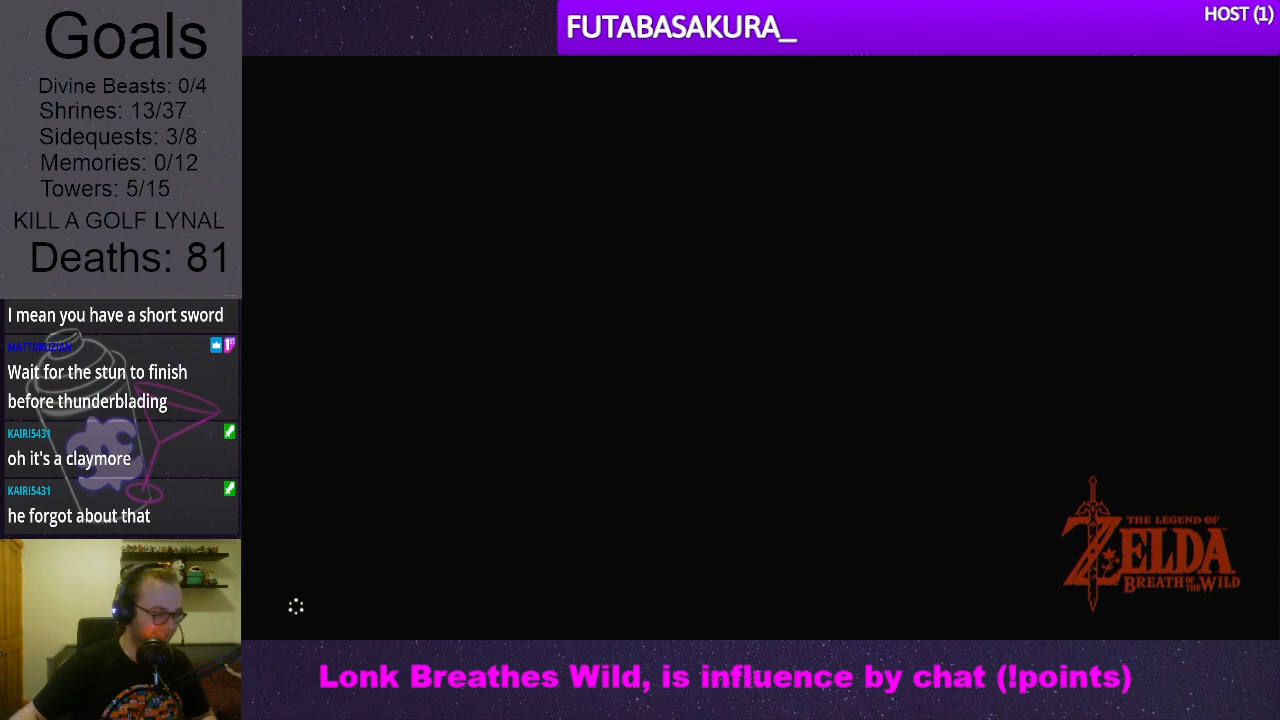 Goals
Divine Beasts: 0/4
Shrines: 13/37
Sidequests: 3/8
Memories: 0/12
Towers: 5/15
KILL A GOLF LYNAL
Deaths: 81
I mean you have a short sword
MATTDRUZIAN
1ST
Wait for the stun to finish
before thunderblading
KAIRI5431
oh it's a claymore
KAIRI5431
he forgot about that
FUTABASAKURA_
HOST (1)
THE LEGEND OF
ZELDA
BREATH OF THE WILD
Lonk Breathes Wild, is influence by chat (!points)